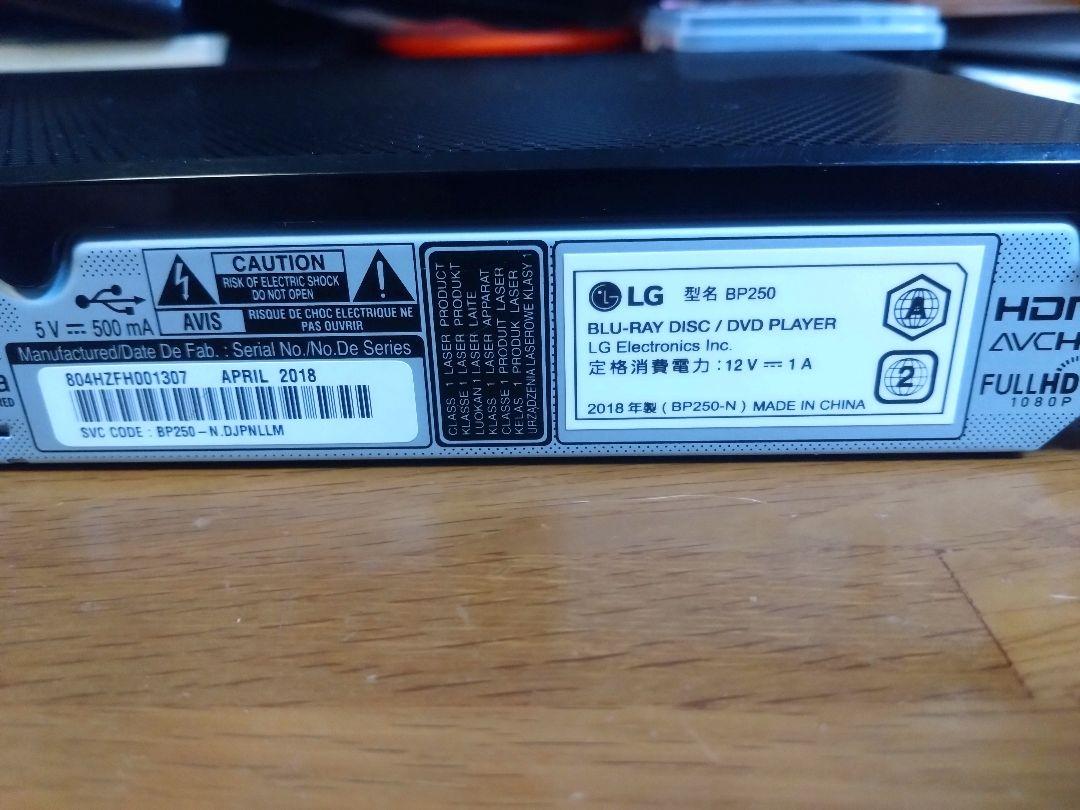 5 V ⎓ 500 mA
CAUTION
RISK OF ELECTRIC SHOCK
DO NOT OPEN
AVIS
RISQUE DE CHOC ELECTRIQUE NE
PAS OUVRIR
Manufactured/Date De Fab. : Serial No./No.De Series
804HZFH001307 APRIL 2018
SVC CODE : BP250-N.DJPNLLM
CLASS 1 LASER PRODUCT
KLASSE 1 LASER PRODUKT
LUOKAN 1 LASER LAITE
KLASS 1 LASER APPARAT
CLASSE 1 PRODUIT LASER
KELAS 1 PRODUK LASER
URZĄDZENIA LASEROWE KLASY 1
LG 型名 BP250
BLU-RAY DISC / DVD PLAYER
LG Electronics Inc.
定格消費電力 : 12 V ⎓ 1 A
2018 年製 ( BP250-N ) MADE IN CHINA
A
2
FULLHD
1080P